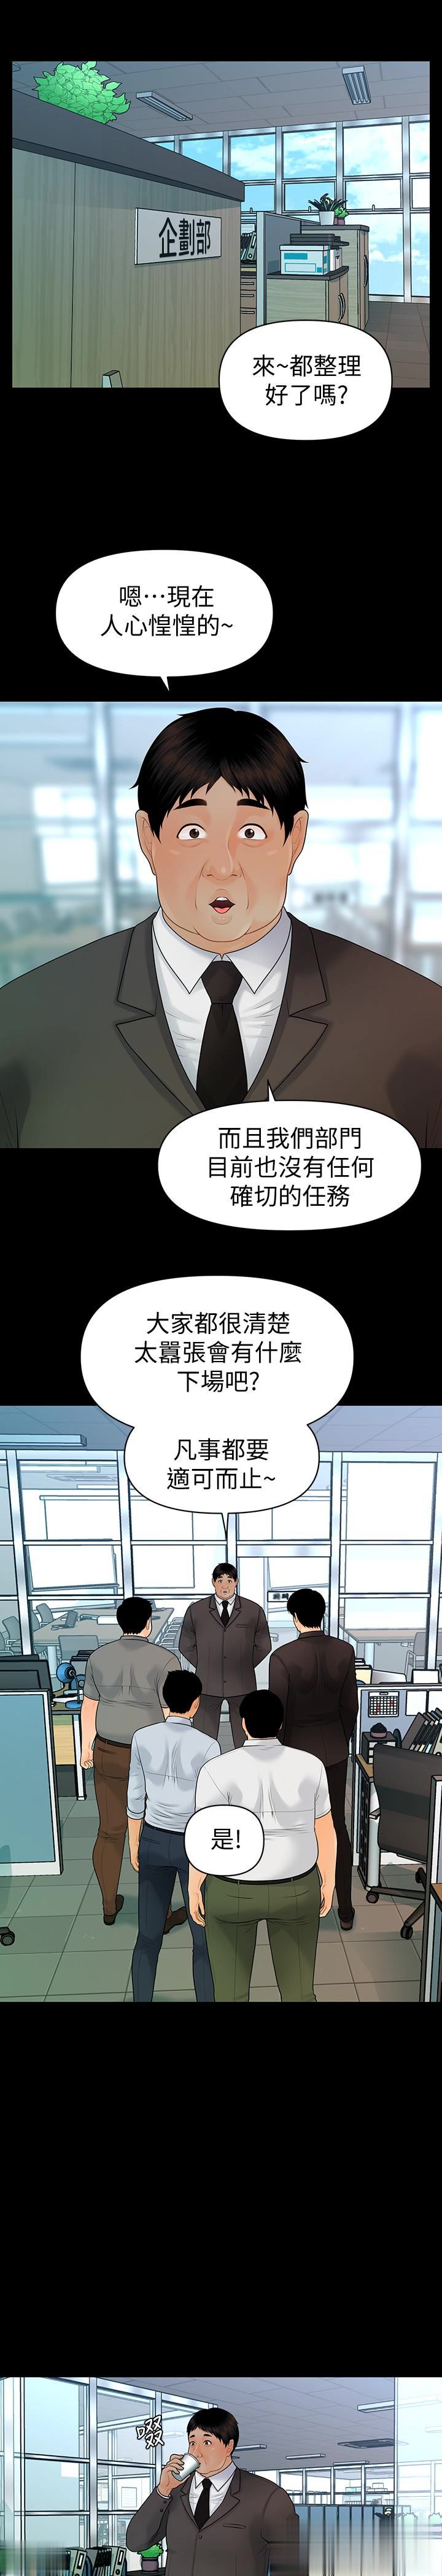 企劃部
來~都整理
好了嗎?
嗯…現在
人心惶惶的~
而且我們部門
目前也沒有任何
確切的任務
大家都很清楚
太囂張會有什麼
下場吧?
凡事都要
適可而止~
是!
啜